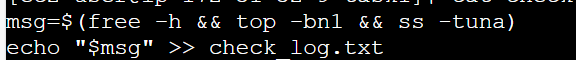 msg=$(free -h && top -bn1 && ss -tuna)
echo "$msg" >> check_log.txt